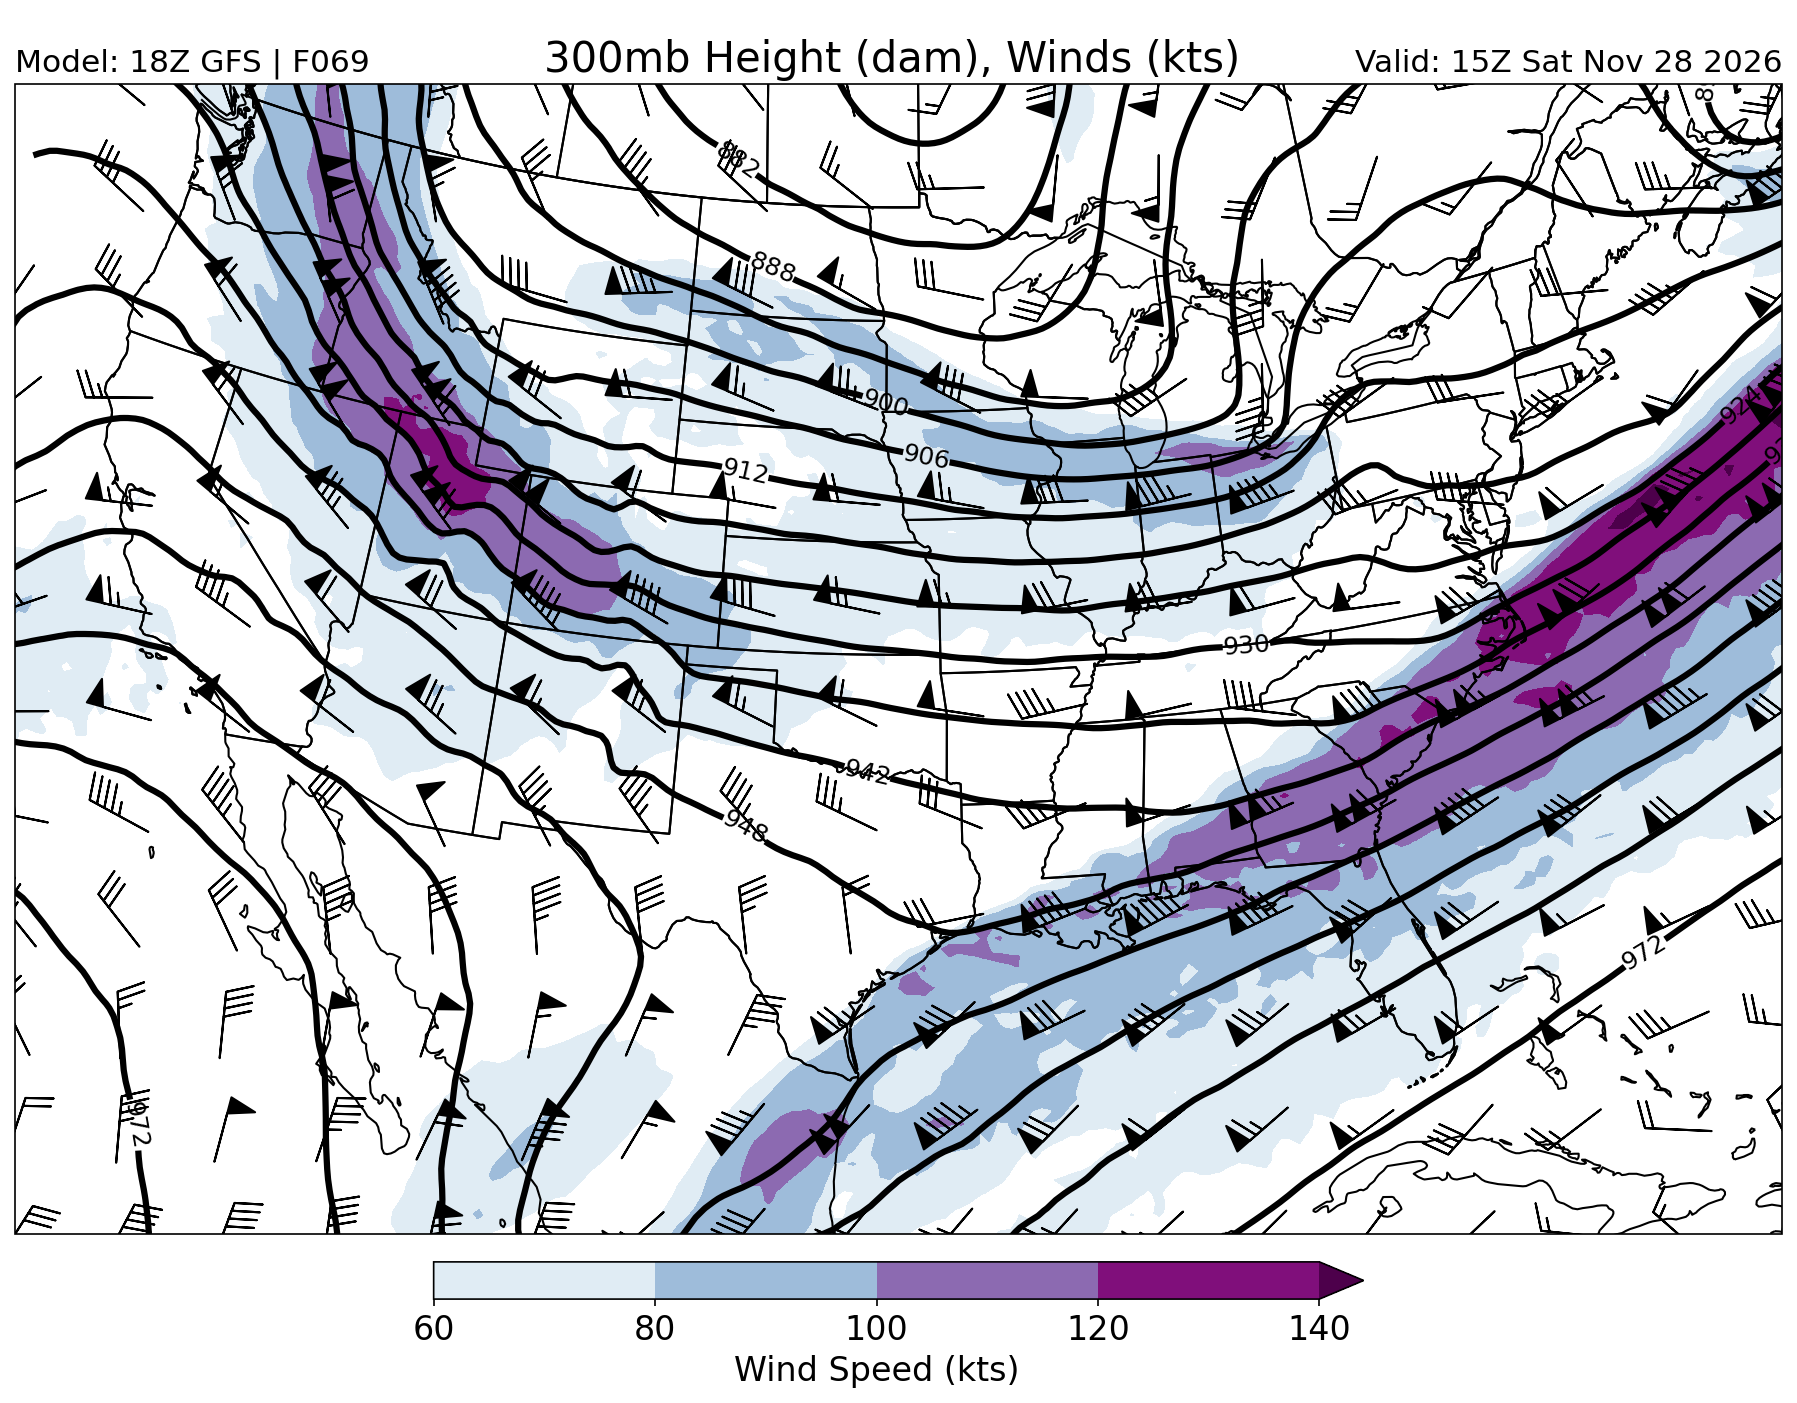 Model: 18Z GFS | F069
300mb Height (dam), Winds (kts)
Valid: 15Z Sat Nov 28 2026
882
888
900
906
912
924
930
942
948
972
972
60 80 100 120 140
Wind Speed (kts)